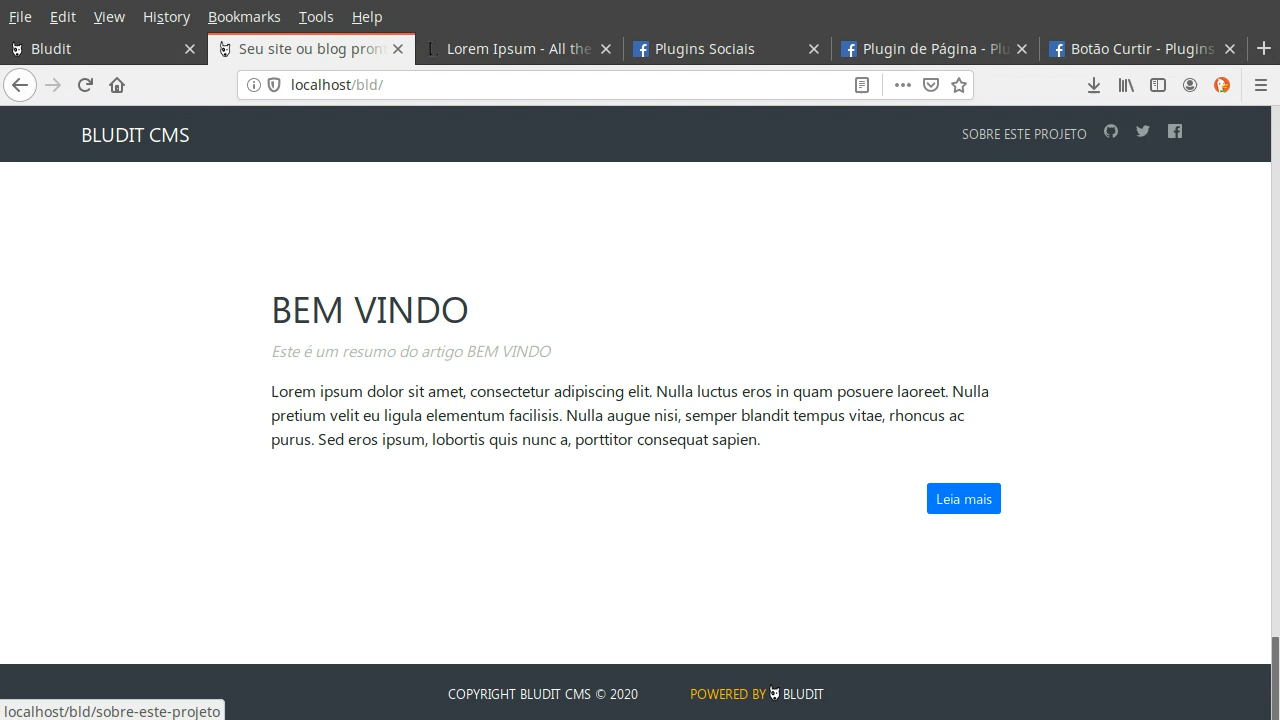 File Edit View History Bookmarks Tools Help
Bludit
Seu site ou blog pront
Lorem Ipsum - All the
Plugins Sociais
Plugin de Página - Plu
Botão Curtir - Plugins
localhost/bld/
BLUDIT CMS
SOBRE ESTE PROJETO
BEM VINDO
Este é um resumo do artigo BEM VINDO
Lorem ipsum dolor sit amet, consectetur adipiscing elit. Nulla luctus eros in quam posuere laoreet. Nulla
pretium velit eu ligula elementum facilisis. Nulla augue nisi, semper blandit tempus vitae, rhoncus ac
purus. Sed eros ipsum, lobortis quis nunc a, porttitor consequat sapien.
Leia mais
COPYRIGHT BLUDIT CMS © 2020
POWERED BY BLUDIT
localhost/bld/sobre-este-projeto